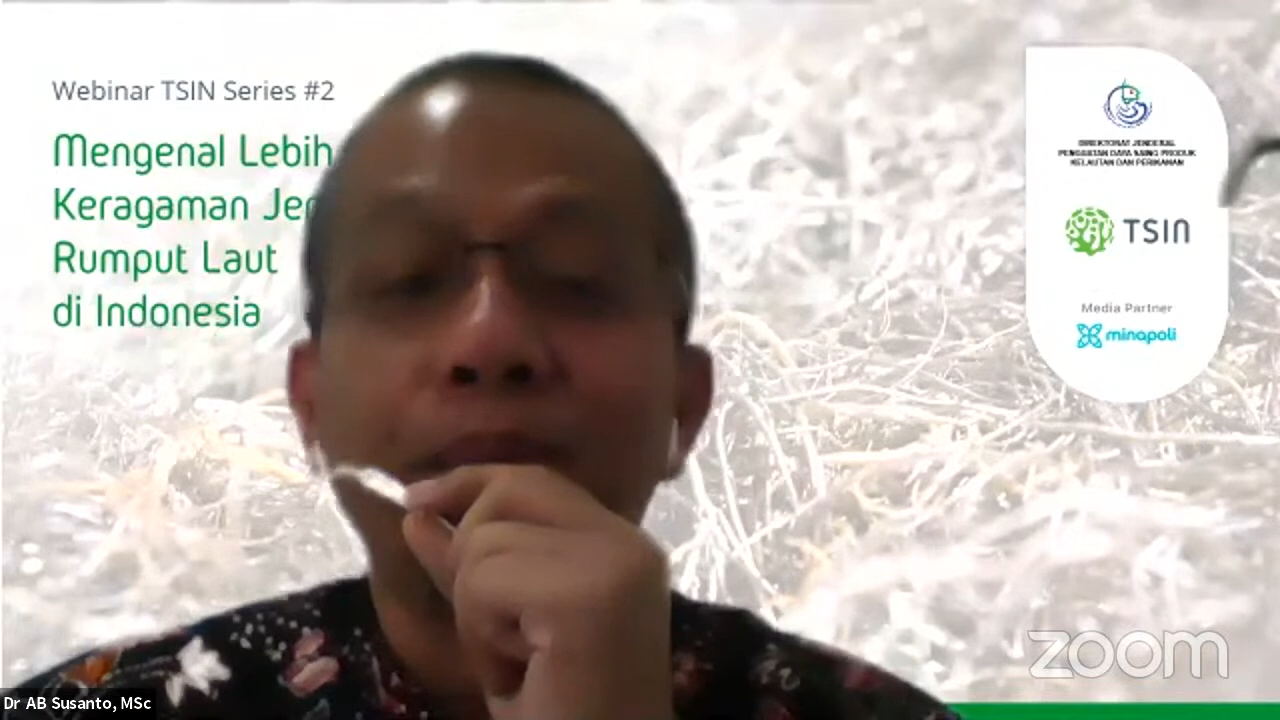 Webinar TSIN Series #2
Mengenal Lebih
Keragaman Jen
Rumput Laut
di Indonesia
DIREKTORAT JENDERAL
PENGUATAN DAYA SAING PRODUK
KELAUTAN DAN PERIKANAN
TSIN
Media Partner
minapoli
zoom
Dr AB Susanto, MSc